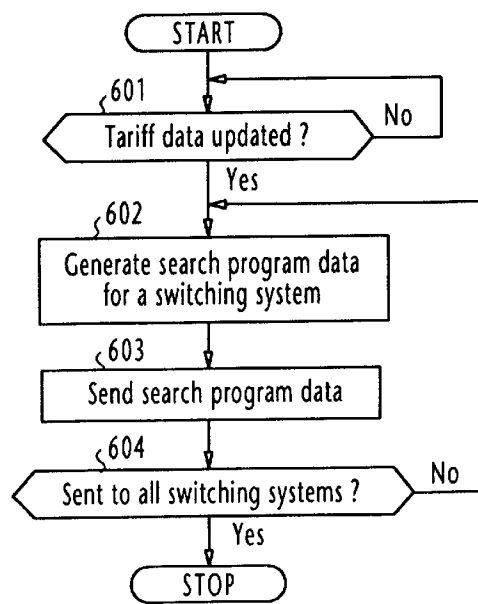 START
601
Tariff data updated ?
No
Yes
602
Generate search program data
for a switching system
603
Send search program data
604
Sent to all switching systems ?
No
Yes
STOP